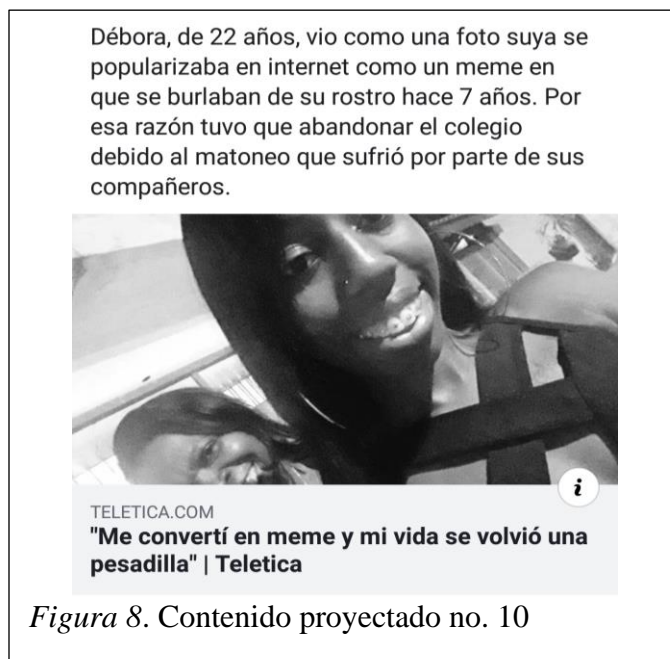 Débora, de 22 años, vio como una foto suya se
popularizaba en internet como un meme en
que se burlaban de su rostro hace 7 años. Por
esa razón tuvo que abandonar el colegio
debido al matoneo que sufrió por parte de sus
compañeros.
i
TELETICA.COM
"Me convertí en meme y mi vida se volvió una
pesadilla" | Teletica
Figura 8. Contenido proyectado no. 10